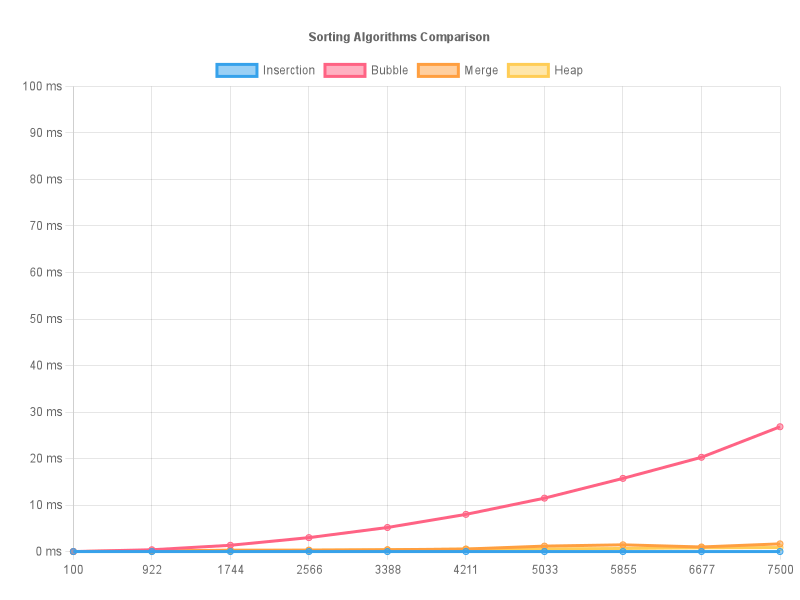 Sorting Algorithms Comparison
Inserction Bubble Merge Heap
100 ms
90 ms
80 ms
70 ms
60 ms
50 ms
40 ms
30 ms
20 ms
10 ms
0 ms
100 922 1744 2566 3388 4211 5033 5855 6677 7500